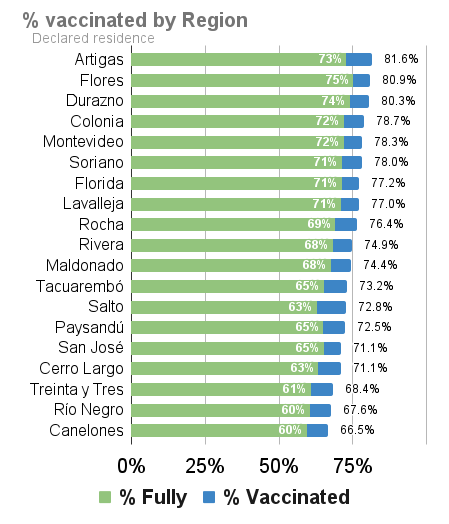 % vaccinated by Region
Declared residence
Artigas 73% 81.6%
Flores 75% 80.9%
Durazno 74% 80.3%
Colonia 72% 78.7%
Montevideo 72% 78.3%
Soriano 71% 78.0%
Florida 71% 77.2%
Lavalleja 71% 77.0%
Rocha 69% 76.4%
Rivera 68% 74.9%
Maldonado 68% 74.4%
Tacuarembó 65% 73.2%
Salto 63% 72.8%
Paysandú 65% 72.5%
San José 65% 71.1%
Cerro Largo 63% 71.1%
Treinta y Tres 61% 68.4%
Río Negro 60% 67.6%
Canelones 60% 66.5%
0% 25% 50% 75%
% Fully % Vaccinated